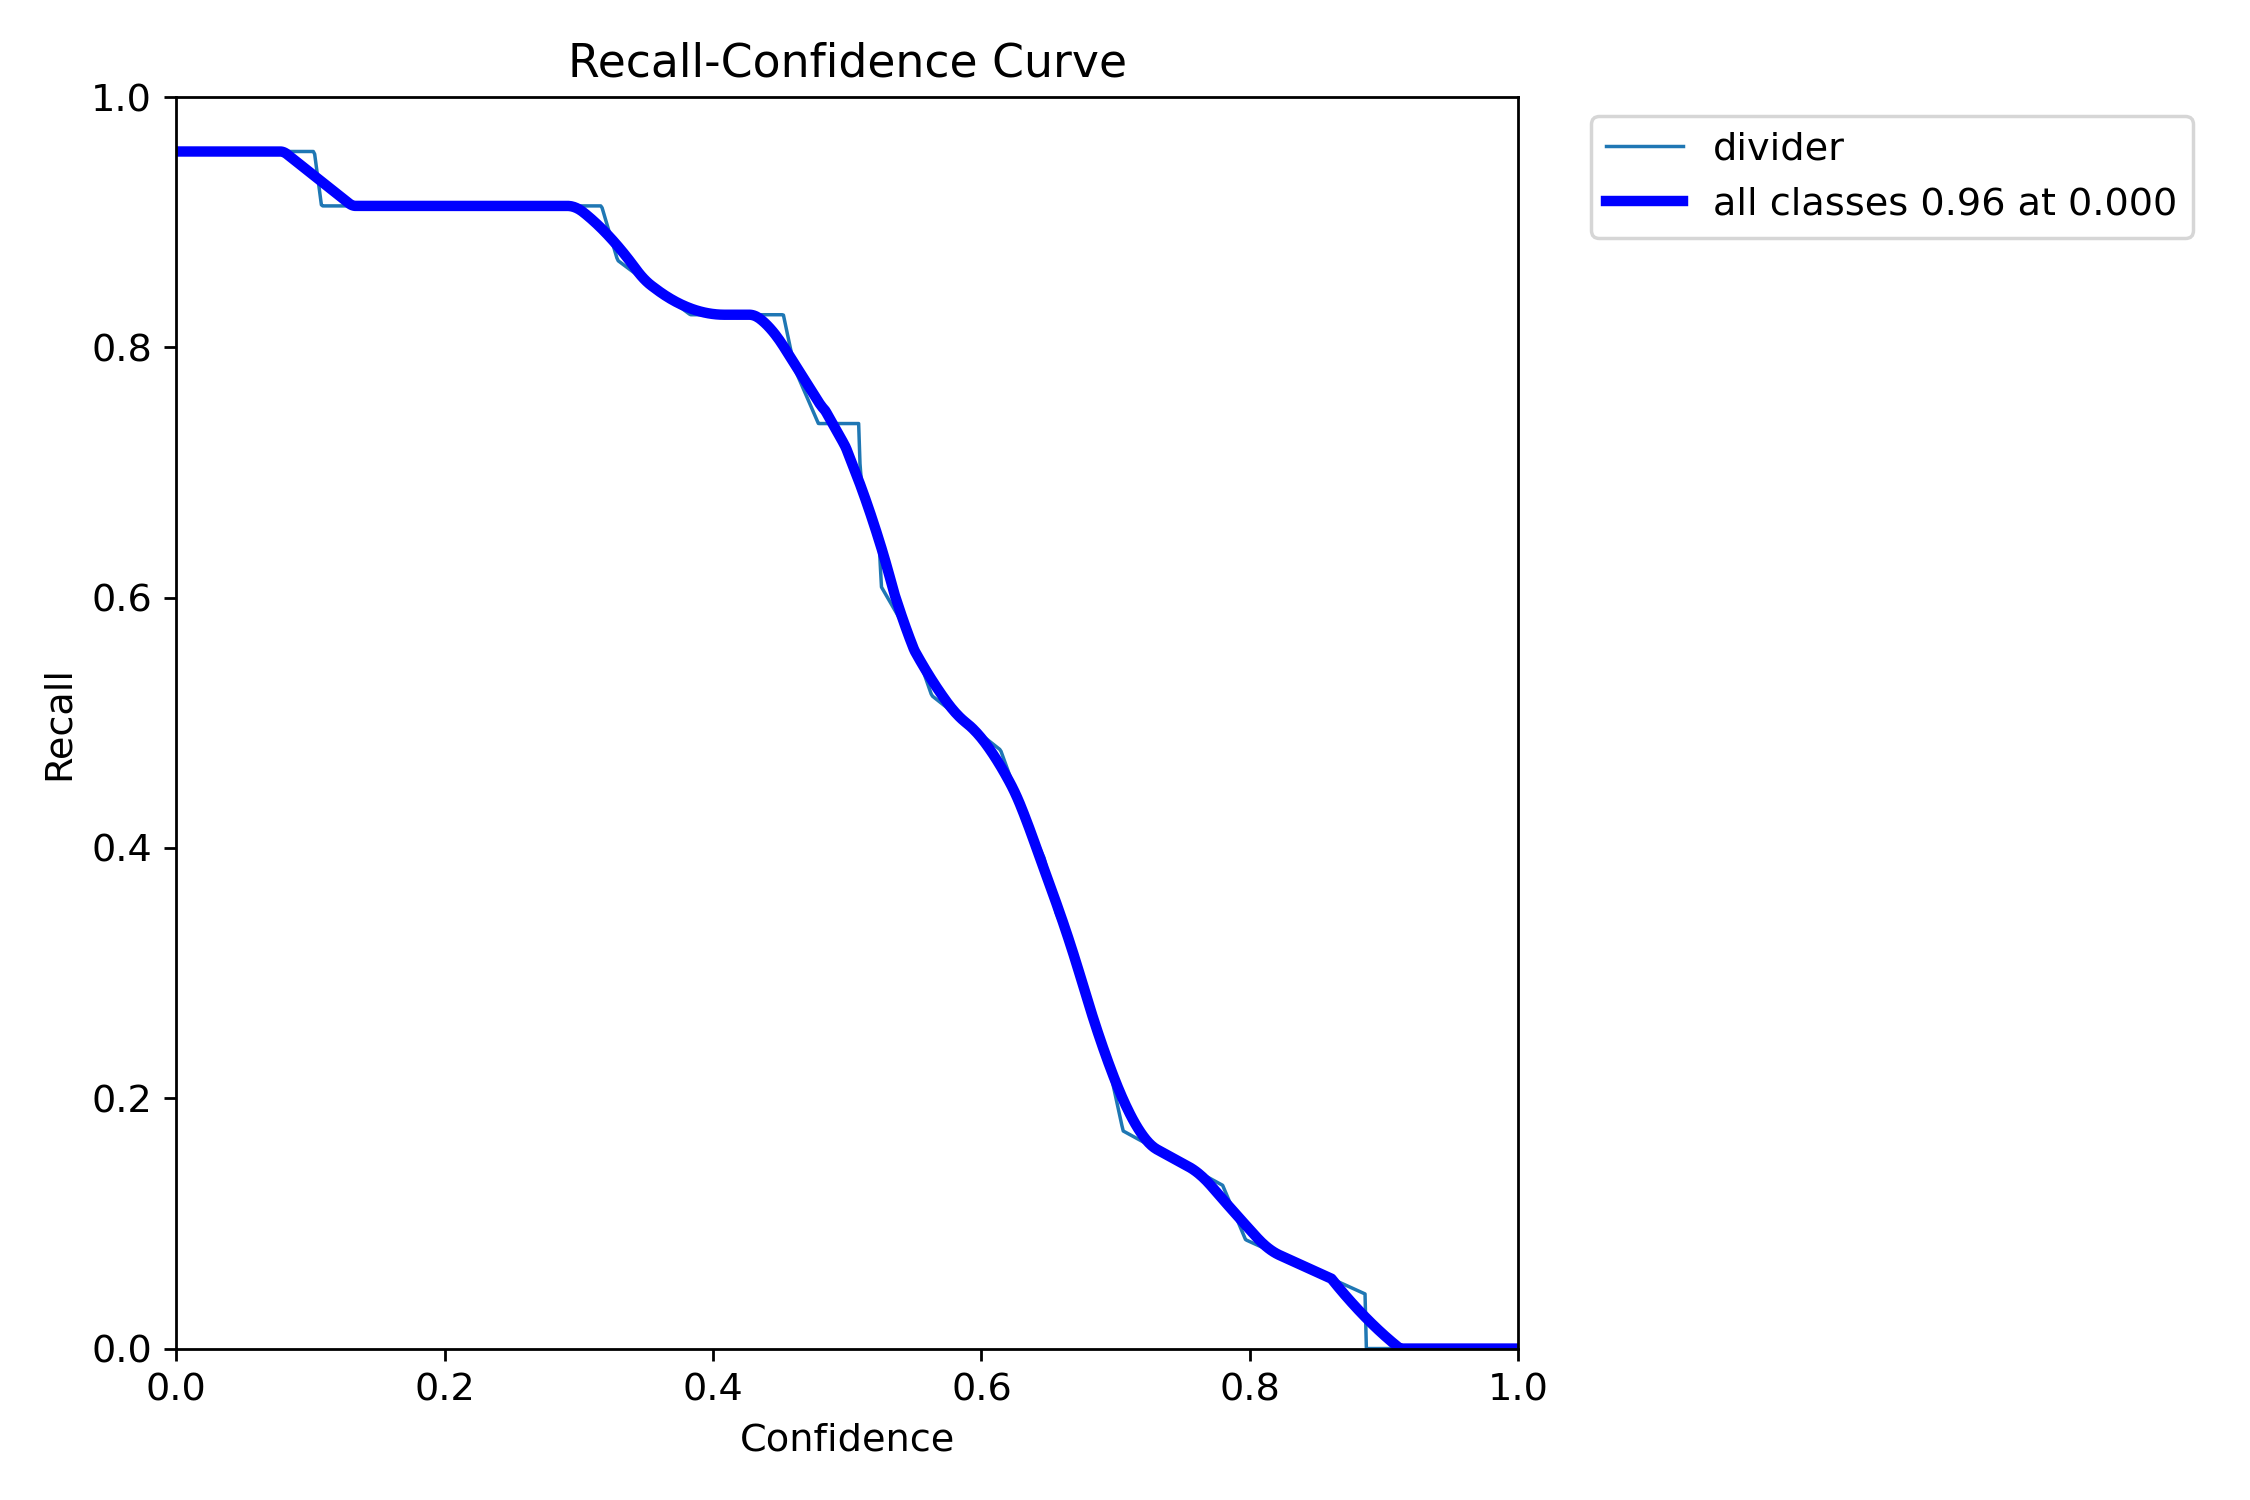 Recall-Confidence Curve
1.0
0.8
0.6
0.4
0.2
0.0
Recall
0.0 0.2 0.4 0.6 0.8 1.0
Confidence
divider
all classes 0.96 at 0.000